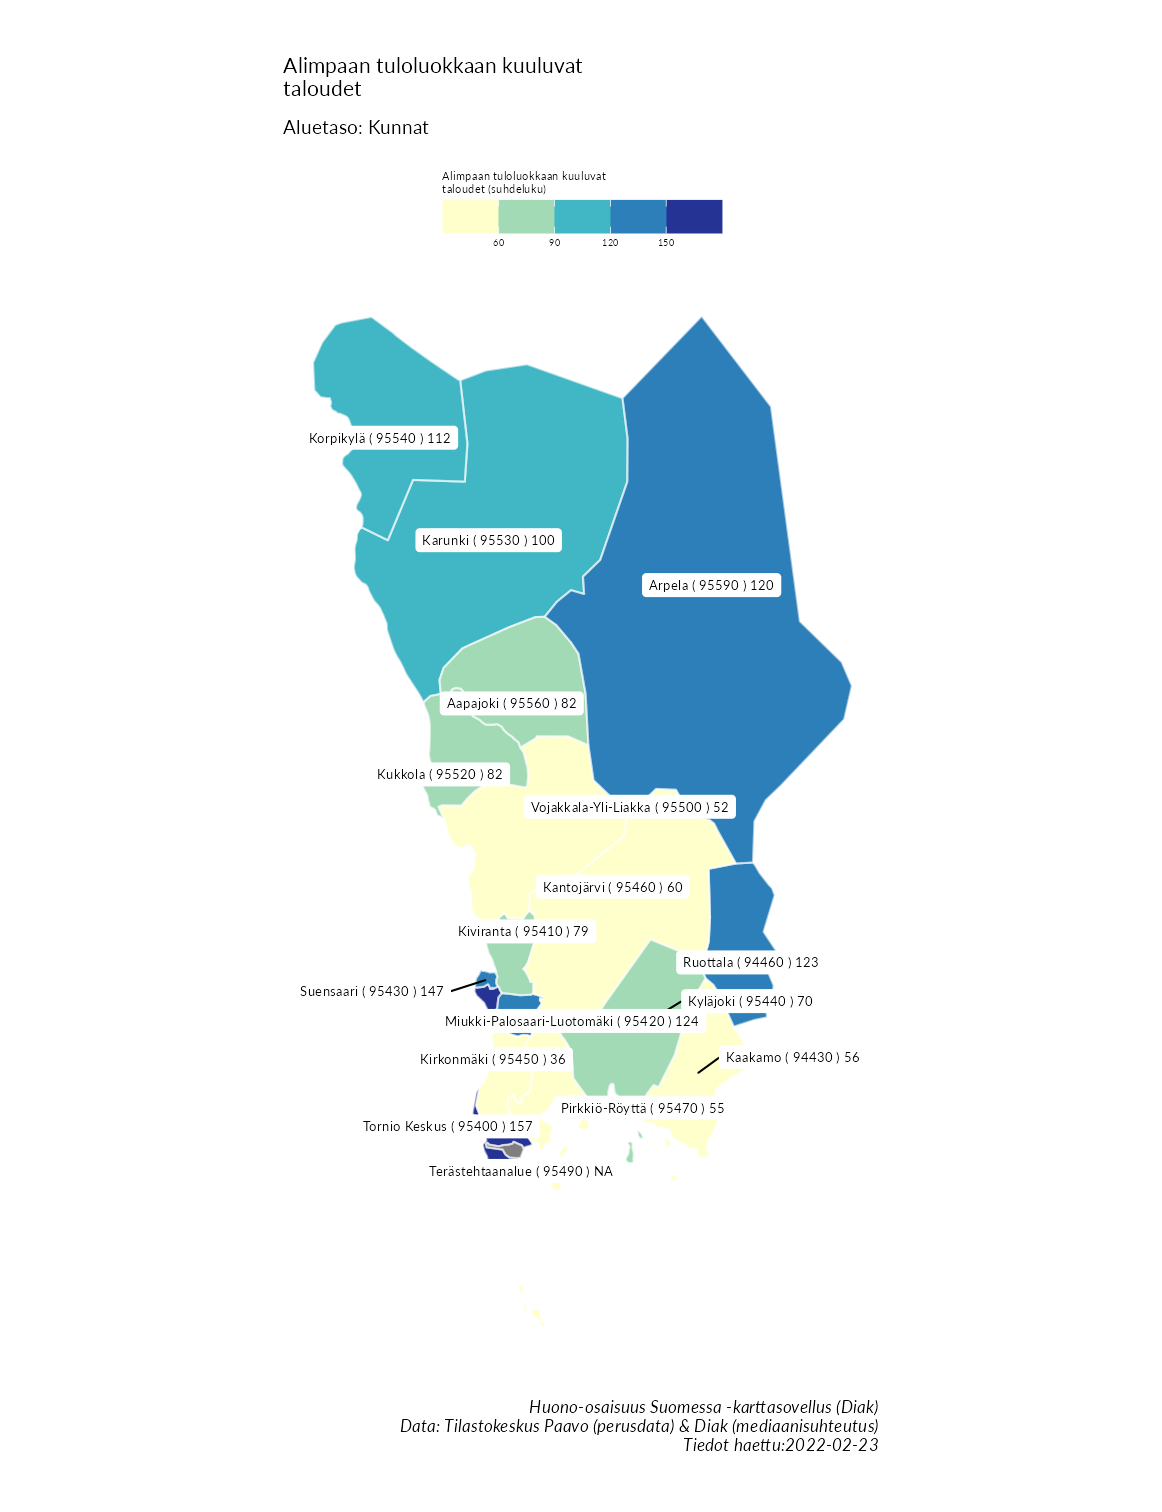 Alimpaan tuloluokkaan kuuluvat
taloudet
Aluetaso: Kunnat
Alimpaan tuloluokkaan kuuluvat
taloudet (suhdeluku)
60 90 120 150
Korpikylä ( 95540 ) 112
Karunki ( 95530 ) 100
Arpela ( 95590 ) 120
Aapajoki ( 95560 ) 82
Kukkola ( 95520 ) 82
Vojakkala-Yli-Liakka ( 95500 ) 52
Kantojärvi ( 95460 ) 60
Kiviranta ( 95410 ) 79
Ruottala ( 94460 ) 123
Suensaari ( 95430 ) 147
Kyläjoki ( 95440 ) 70
Miukki-Palosaari-Luotomäki ( 95420 ) 124
Kirkonmäki ( 95450 ) 36
Kaakamo ( 94430 ) 56
Pirkkiö-Röyttä ( 95470 ) 55
Tornio Keskus ( 95400 ) 157
Terästehtaanalue ( 95490 ) NA
Huono-osaisuus Suomessa -karttasovellus (Diak)
Data: Tilastokeskus Paavo (perusdata) & Diak (mediaanisuhteutus)
Tiedot haettu:2022-02-23